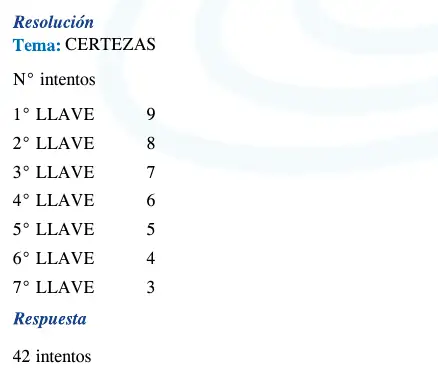 Resolución
Tema: CERTEZAS
N° intentos
1° LLAVE 9
2° LLAVE 8
3° LLAVE 7
4° LLAVE 6
5° LLAVE 5
6° LLAVE 4
7° LLAVE 3
Respuesta
42 intentos